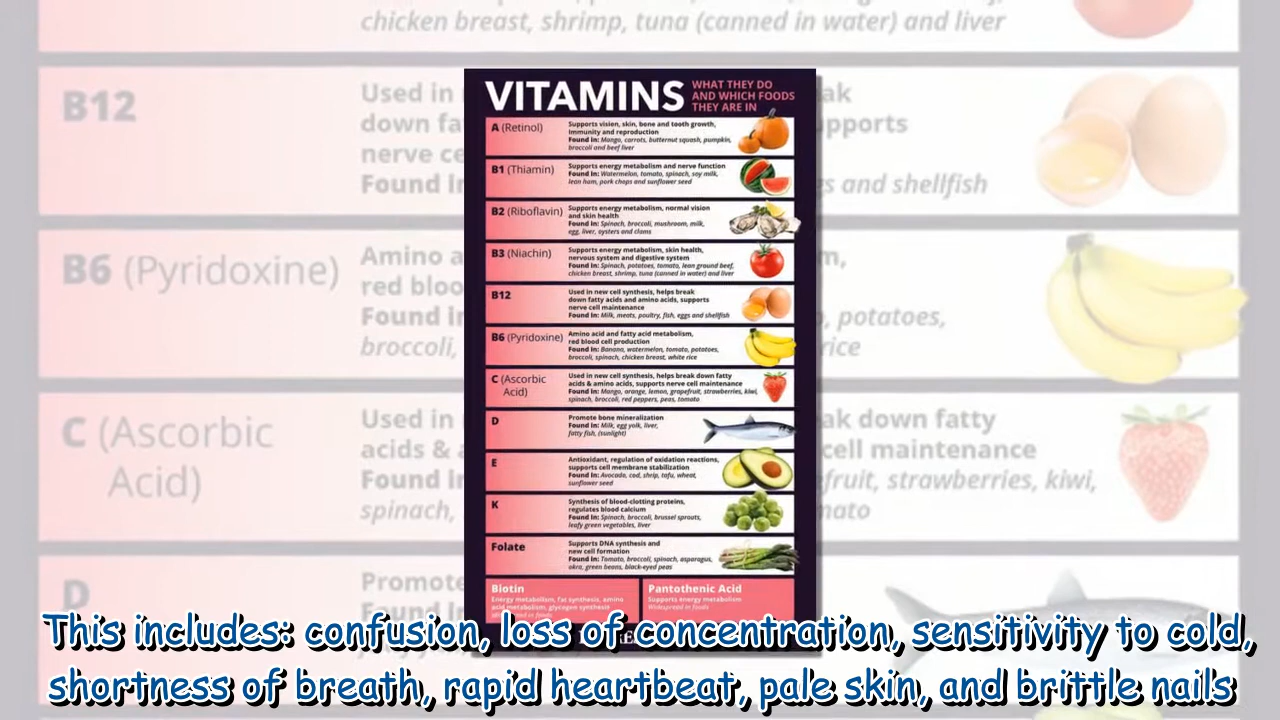 chicken breast, shrimp, tuna (canned in water) and liver
VITAMINS
WHAT THEY DO
AND WHICH FOODS
THEY ARE IN
A (Retinol)
Supports vision, skin, bone and tooth growth,
immunity and reproduction
Found in: Mango, carrots, butternut squash, pumpkin,
broccoli and beef liver
B1 (Thiamin)
Supports energy metabolism and nerve function
Found in: Watermelon, tomato, spinach, soy milk,
lean ham, pork chops and sunflower seed
B2 (Riboflavin)
Supports energy metabolism, normal vision
and skin health
Found in: Spinach, broccoli, mushroom, milk,
egg, liver, oysters and clams
B3 (Niachin)
Supports energy metabolism, skin health,
nervous system and digestive system
Found in: Spinach, potatoes, tomato, lean ground beef,
chicken breast, shrimp, tuna (canned in water) and liver
B12
Used in new cell synthesis, helps break
down fatty acids and amino acids, supports
nerve cell maintenance
Found in: Milk, meats, poultry, fish, eggs and shellfish
B6 (Pyridoxine)
Amino acid and fatty acid metabolism,
red blood cell production
Found in: Banana, watermelon, tomato, potatoes,
broccoli, spinach, chicken breast, white rice
C (Ascorbic
Acid)
Used in new cell synthesis, helps break down fatty
acids & amino acids, supports nerve cell maintenance
Found in: Mango, orange, lemon, grapefruit, strawberries, kiwi,
spinach, broccoli, red peppers, peas, tomato
D
Promote bone mineralization
Found in: Milk, egg yolk, liver,
fatty fish, (sunlight)
E
Antioxidant, regulation of oxidation reactions,
supports cell membrane stabilization
Found in: Avocado, cod, shrip, tofu, wheat,
sunflower seed
K
Synthesis of blood-clotting proteins,
regulates blood calcium
Found in: Spinach, broccoli, brussel sprouts,
leafy green vegetables, liver
Folate
Supports DNA synthesis and
new cell formation
Found in: Tomato, broccoli, spinach, asparagus,
okra, green beans, black-eyed peas
Biotin
Energy metabolism, fat synthesis, amino
acid metabolism, glycogen synthesis
in foods
Pantothenic Acid
Supports energy metabolism
Widespread in foods
B12
Used in
down fa
nerve ce
Found in
gs and shellfish
B6 (Pyridoxine)
Amino a
red bloo
Found in
potatoes,
rice
C (Ascorbic
Acid)
Used in
ak down fatty
acids &
cell maintenance
Found in
fruit, strawberries, kiwi,
spinach,
D
Promote
This includes: confusion, loss of concentration, sensitivity to cold,
shortness of breath, rapid heartbeat, pale skin, and brittle nails